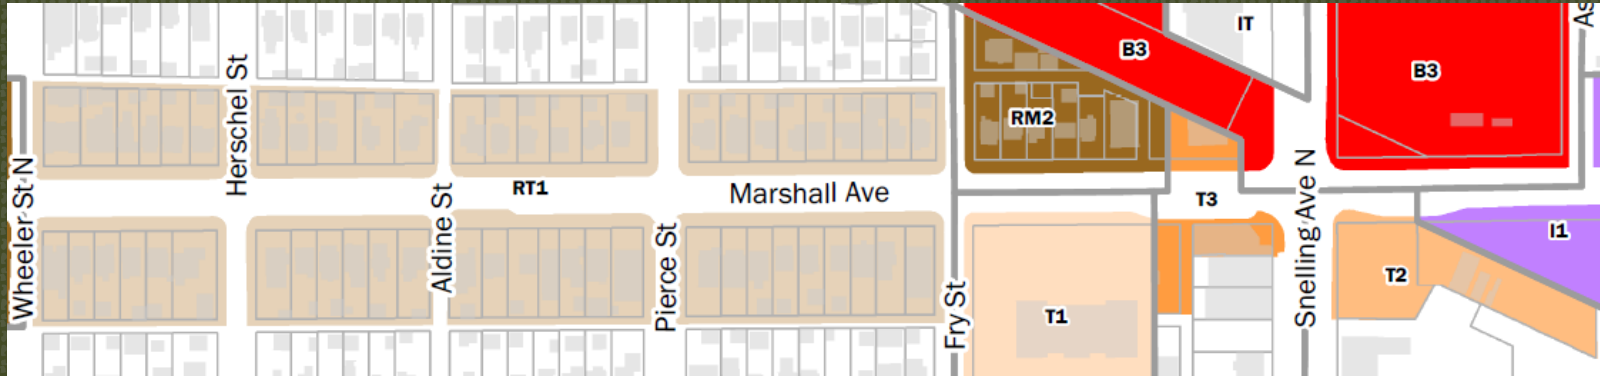 IT
As
B3
B3
Herschel St
RM2
RT1
Marshall Ave
T3
Wheeler St N
Aldine St
Pierce St
Snelling Ave N
I1
T2
Fry St
T1